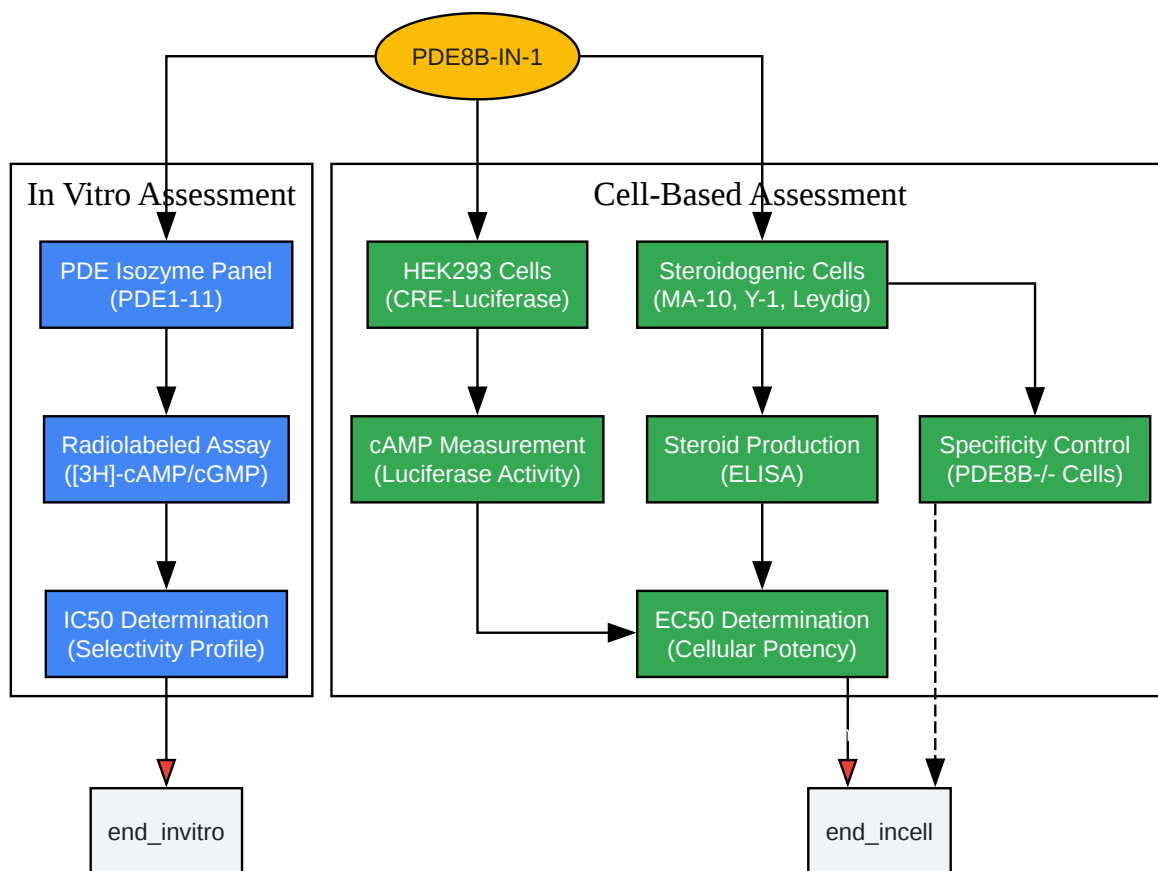 PDE8B-IN-1
In Vitro Assessment
Cell-Based Assessment
PDE Isozyme Panel
(PDE1-11)
HEK293 Cells
(CRE-Luciferase)
Steroidogenic Cells
(MA-10, Y-1, Leydig)
Radiolabeled Assay
([3H]-cAMP/cGMP)
cAMP Measurement
(Luciferase Activity)
Steroid Production
(ELISA)
Specificity Control
(PDE8B-/- Cells)
IC50 Determination
(Selectivity Profile)
EC50 Determination
(Cellular Potency)
end_invitro
end_incell